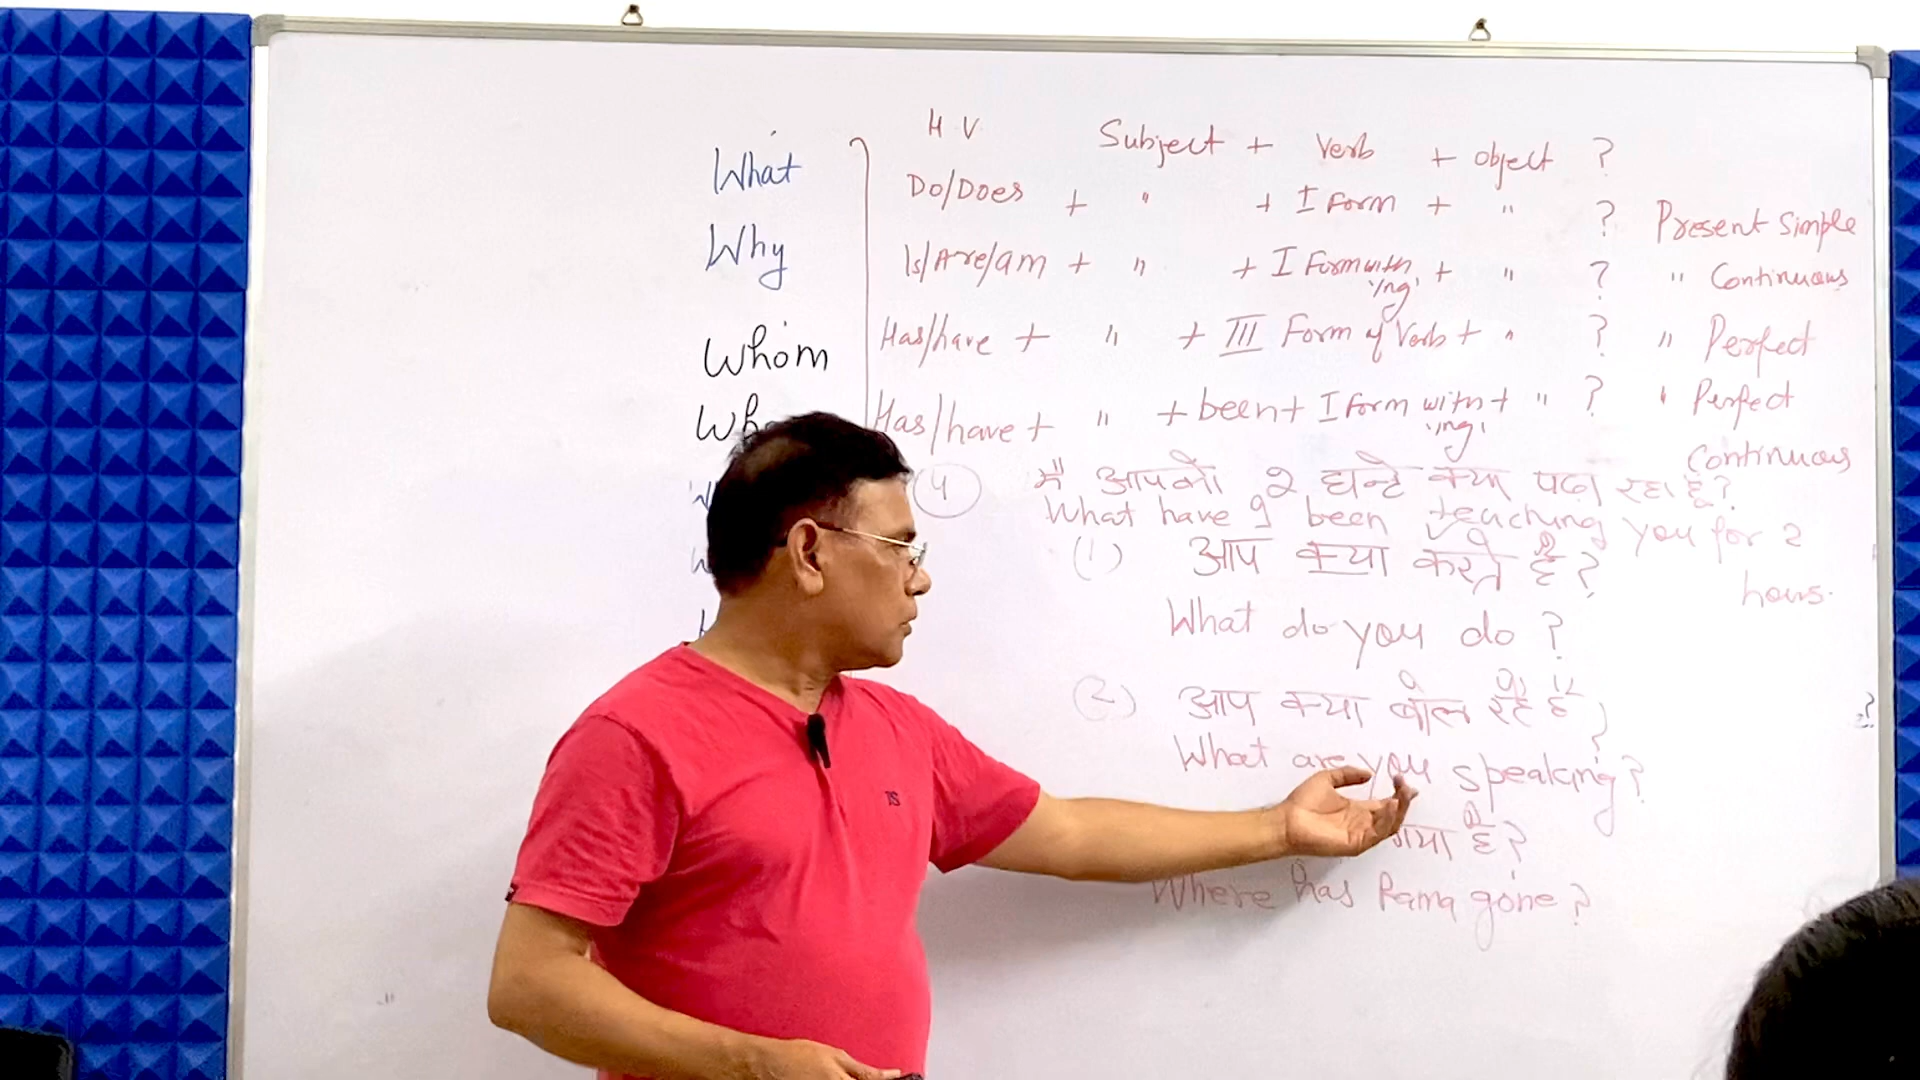 What
Why
Whom
H V Subject + Verb + object ?
Do/Does + " + I Form + " ? Present Simple
Is/Are/am + " + I Form with 'ing' + " ? " Continuous
Has/have + " + III Form of Verb + " ? " Perfect
Has/have + " + been + I Form with 'ing' + " ? " Perfect Continuous
(4) मैं आपको 2 घन्टे क्या पढा रहा हूँ?
What have I been teaching you for 2 hours.
(1) आप क्या करते है?
What do you do ?
(2) आप क्या बोल रहे है ?
What are you speaking?
गया है?
Where has Rama gone ?